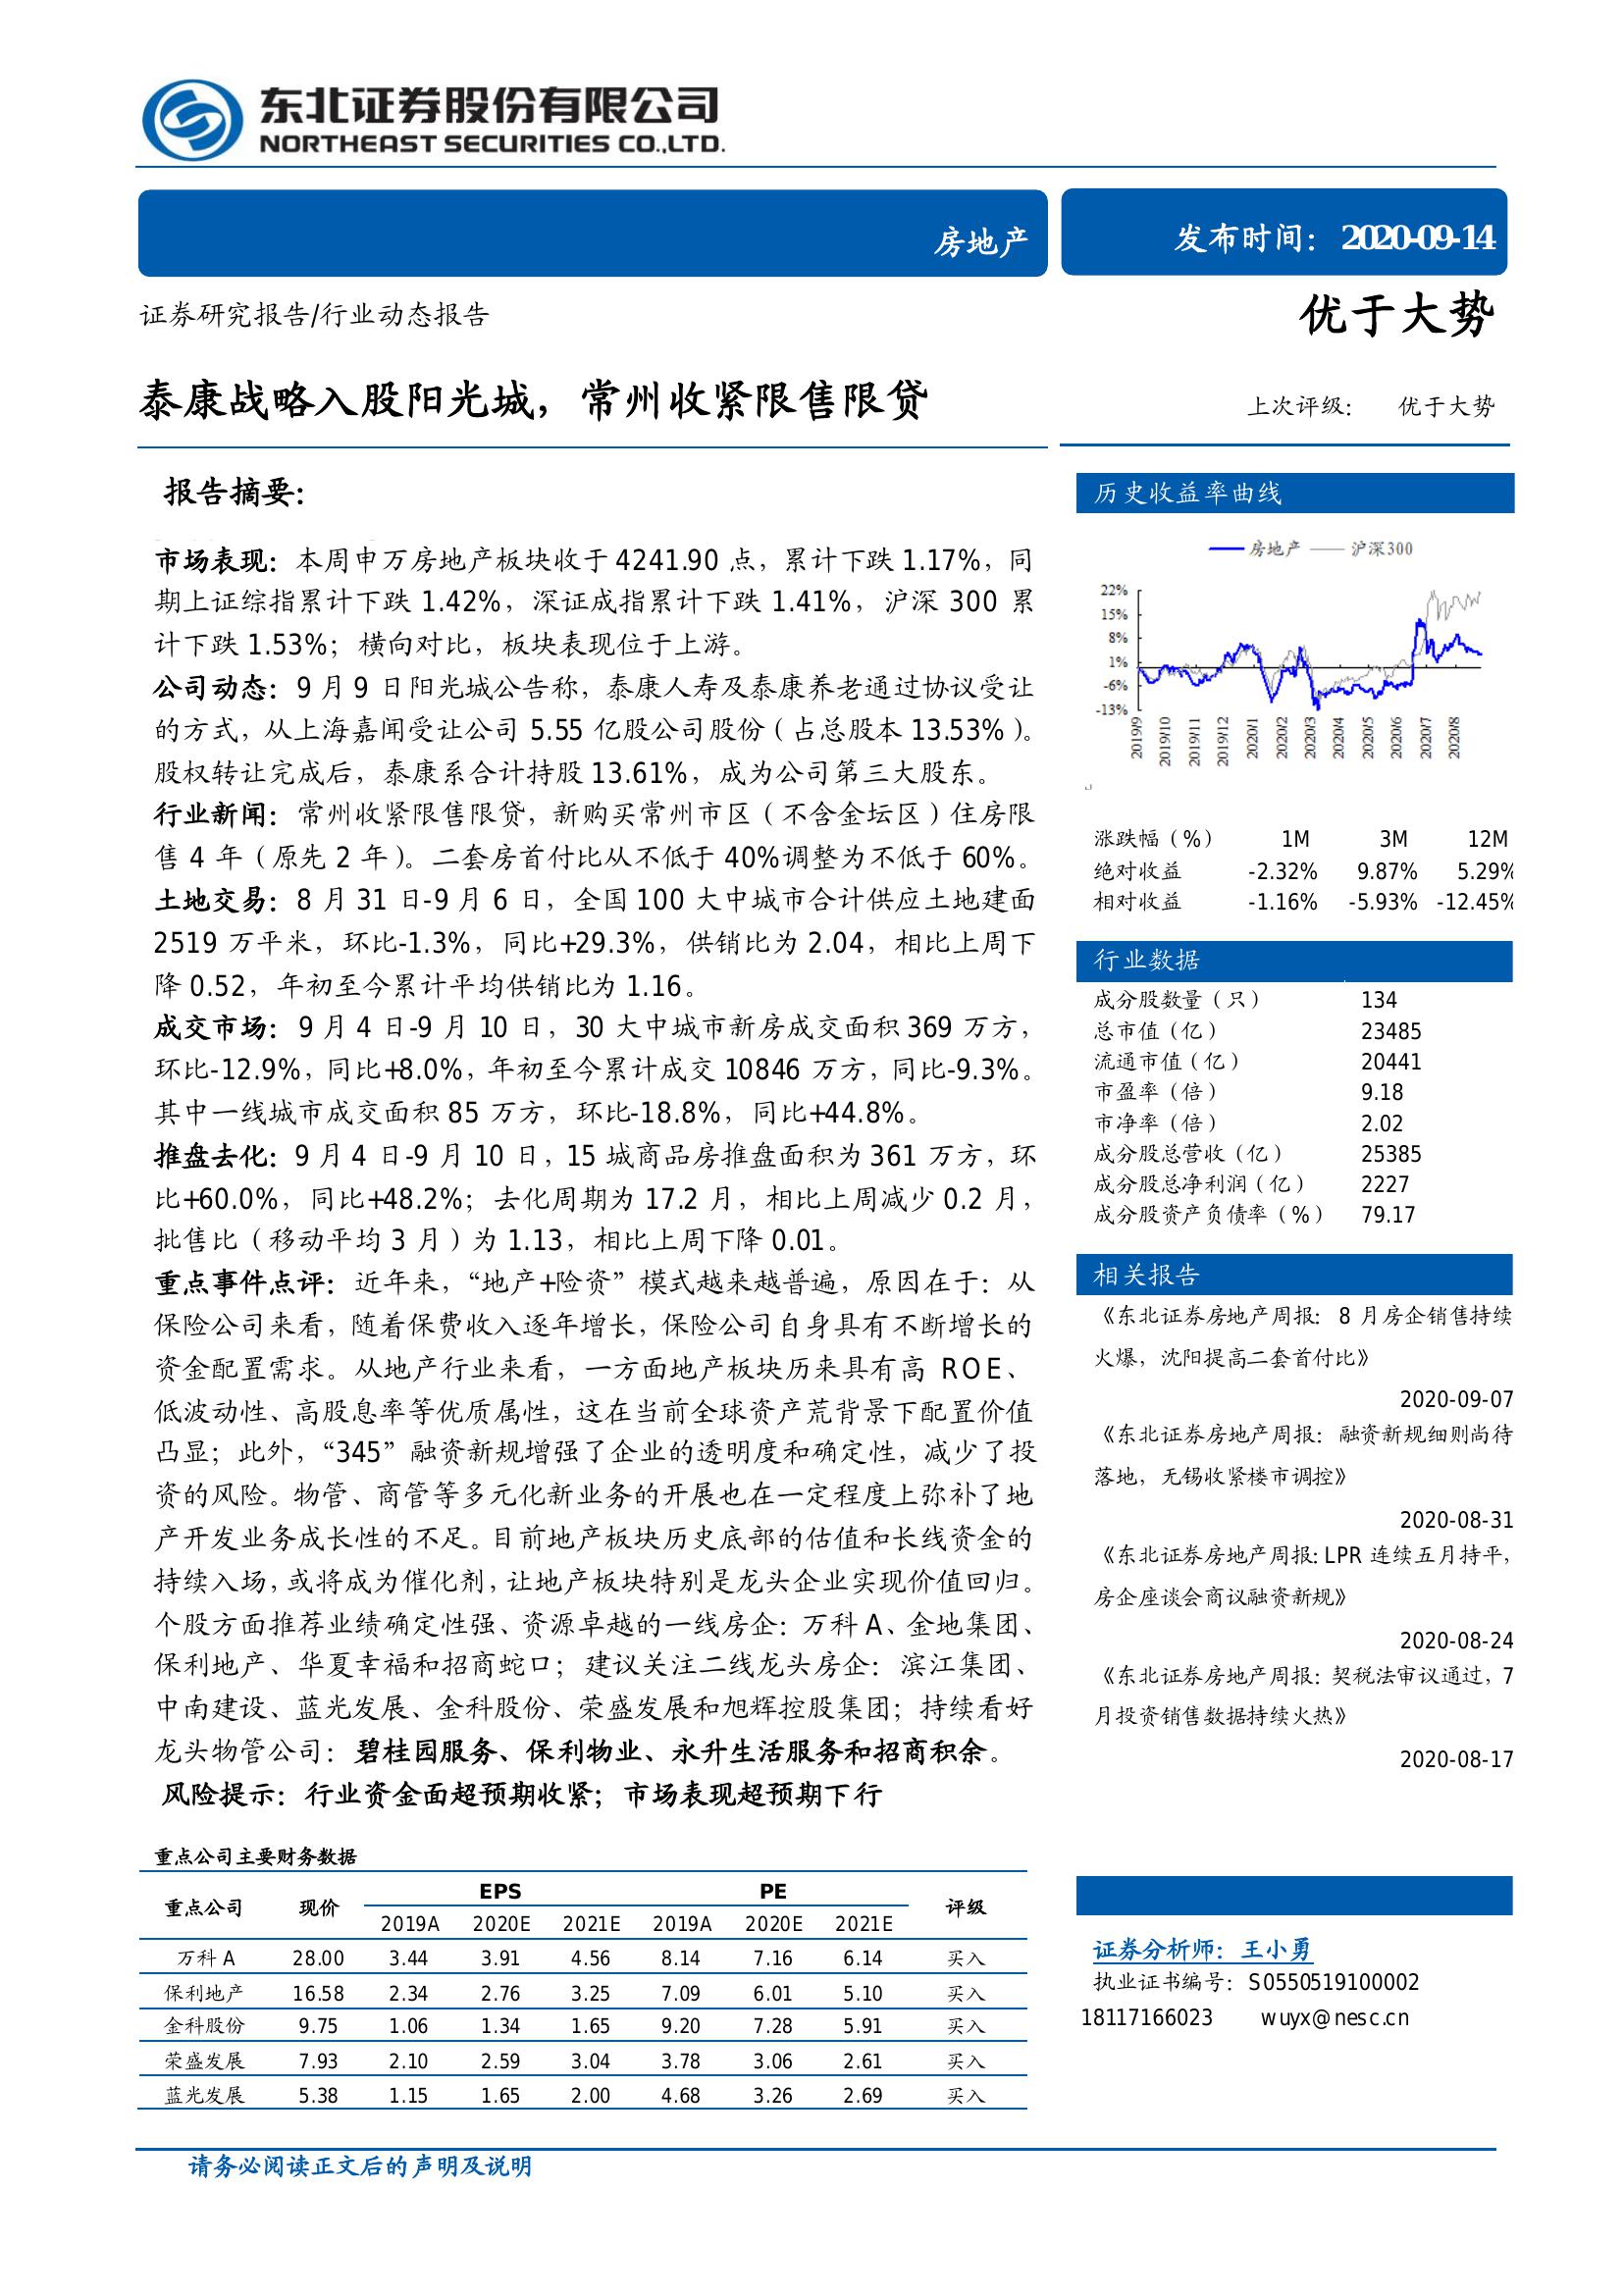 东北证券股份有限公司
NORTHEAST SECURITIES CO.,LTD.
房地产
发布时间：2020-09-14
证券研究报告/行业动态报告
优于大势
泰康战略入股阳光城，常州收紧限售限贷
上次评级： 优于大势
报告摘要：
市场表现：本周申万房地产板块收于 4241.90 点，累计下跌 1.17%，同
期上证综指累计下跌 1.42%，深证成指累计下跌 1.41%，沪深 300 累
计下跌 1.53%；横向对比，板块表现位于上游。
公司动态：9 月 9 日阳光城公告称，泰康人寿及泰康养老通过协议受让
的方式，从上海嘉闻受让公司 5.55 亿股公司股份（占总股本 13.53%）。
股权转让完成后，泰康系合计持股 13.61%，成为公司第三大股东。
行业新闻：常州收紧限售限贷，新购买常州市区（不含金坛区）住房限
售 4 年（原先 2 年）。二套房首付比从不低于 40%调整为不低于 60%。
土地交易：8 月 31 日-9 月 6 日，全国 100 大中城市合计供应土地建面
2519 万平米，环比-1.3%，同比+29.3%，供销比为 2.04，相比上周下
降 0.52，年初至今累计平均供销比为 1.16。
成交市场：9 月 4 日-9 月 10 日，30 大中城市新房成交面积 369 万方，
环比-12.9%，同比+8.0%，年初至今累计成交 10846 万方，同比-9.3%。
其中一线城市成交面积 85 万方，环比-18.8%，同比+44.8%。
推盘去化：9 月 4 日-9 月 10 日，15 城商品房推盘面积为 361 万方，环
比+60.0%，同比+48.2%；去化周期为 17.2 月，相比上周减少 0.2 月，
批售比（移动平均 3 月）为 1.13，相比上周下降 0.01。
重点事件点评：近年来，“地产+险资”模式越来越普遍，原因在于：从
保险公司来看，随着保费收入逐年增长，保险公司自身具有不断增长的
资金配置需求。从地产行业来看，一方面地产板块历来具有高 ROE、
低波动性、高股息率等优质属性，这在当前全球资产荒背景下配置价值
凸显；此外，“345”融资新规增强了企业的透明度和确定性，减少了投
资的风险。物管、商管等多元化新业务的开展也在一定程度上弥补了地
产开发业务成长性的不足。目前地产板块历史底部的估值和长线资金的
持续入场，或将成为催化剂，让地产板块特别是龙头企业实现价值回归。
个股方面推荐业绩确定性强、资源卓越的一线房企：万科 A、金地集团、
保利地产、华夏幸福和招商蛇口；建议关注二线龙头房企：滨江集团、
中南建设、蓝光发展、金科股份、荣盛发展和旭辉控股集团；持续看好
龙头物管公司：碧桂园服务、保利物业、永升生活服务和招商积余。
风险提示：行业资金面超预期收紧；市场表现超预期下行
重点公司主要财务数据
重点公司 现价 EPS PE 评级
2019A 2020E 2021E 2019A 2020E 2021E
万科 A 28.00 3.44 3.91 4.56 8.14 7.16 6.14 买入
保利地产 16.58 2.34 2.76 3.25 7.09 6.01 5.10 买入
金科股份 9.75 1.06 1.34 1.65 9.20 7.28 5.91 买入
荣盛发展 7.93 2.10 2.59 3.04 3.78 3.06 2.61 买入
蓝光发展 5.38 1.15 1.65 2.00 4.68 3.26 2.69 买入
历史收益率曲线
房地产 沪深300
22%
15%
8%
1%
-6%
-13%
2019/9 2019/10 2019/11 2019/12 2020/1 2020/2 2020/3 2020/4 2020/5 2020/6 2020/7 2020/8
涨跌幅（%） 1M 3M 12M
绝对收益 -2.32% 9.87% 5.29%
相对收益 -1.16% -5.93% -12.45%
行业数据
成分股数量（只） 134
总市值（亿） 23485
流通市值（亿） 20441
市盈率（倍） 9.18
市净率（倍） 2.02
成分股总营收（亿） 25385
成分股总净利润（亿） 2227
成分股资产负债率（%） 79.17
相关报告
《东北证券房地产周报： 8 月房企销售持续
火爆，沈阳提高二套首付比》
2020-09-07
《东北证券房地产周报：融资新规细则尚待
落地，无锡收紧楼市调控》
2020-08-31
《东北证券房地产周报：LPR 连续五月持平，
房企座谈会商议融资新规》
2020-08-24
《东北证券房地产周报：契税法审议通过，7
月投资销售数据持续火热》
2020-08-17
证券分析师：王小勇
执业证书编号：S0550519100002
18117166023 wuyx@nesc.cn
请务必阅读正文后的声明及说明